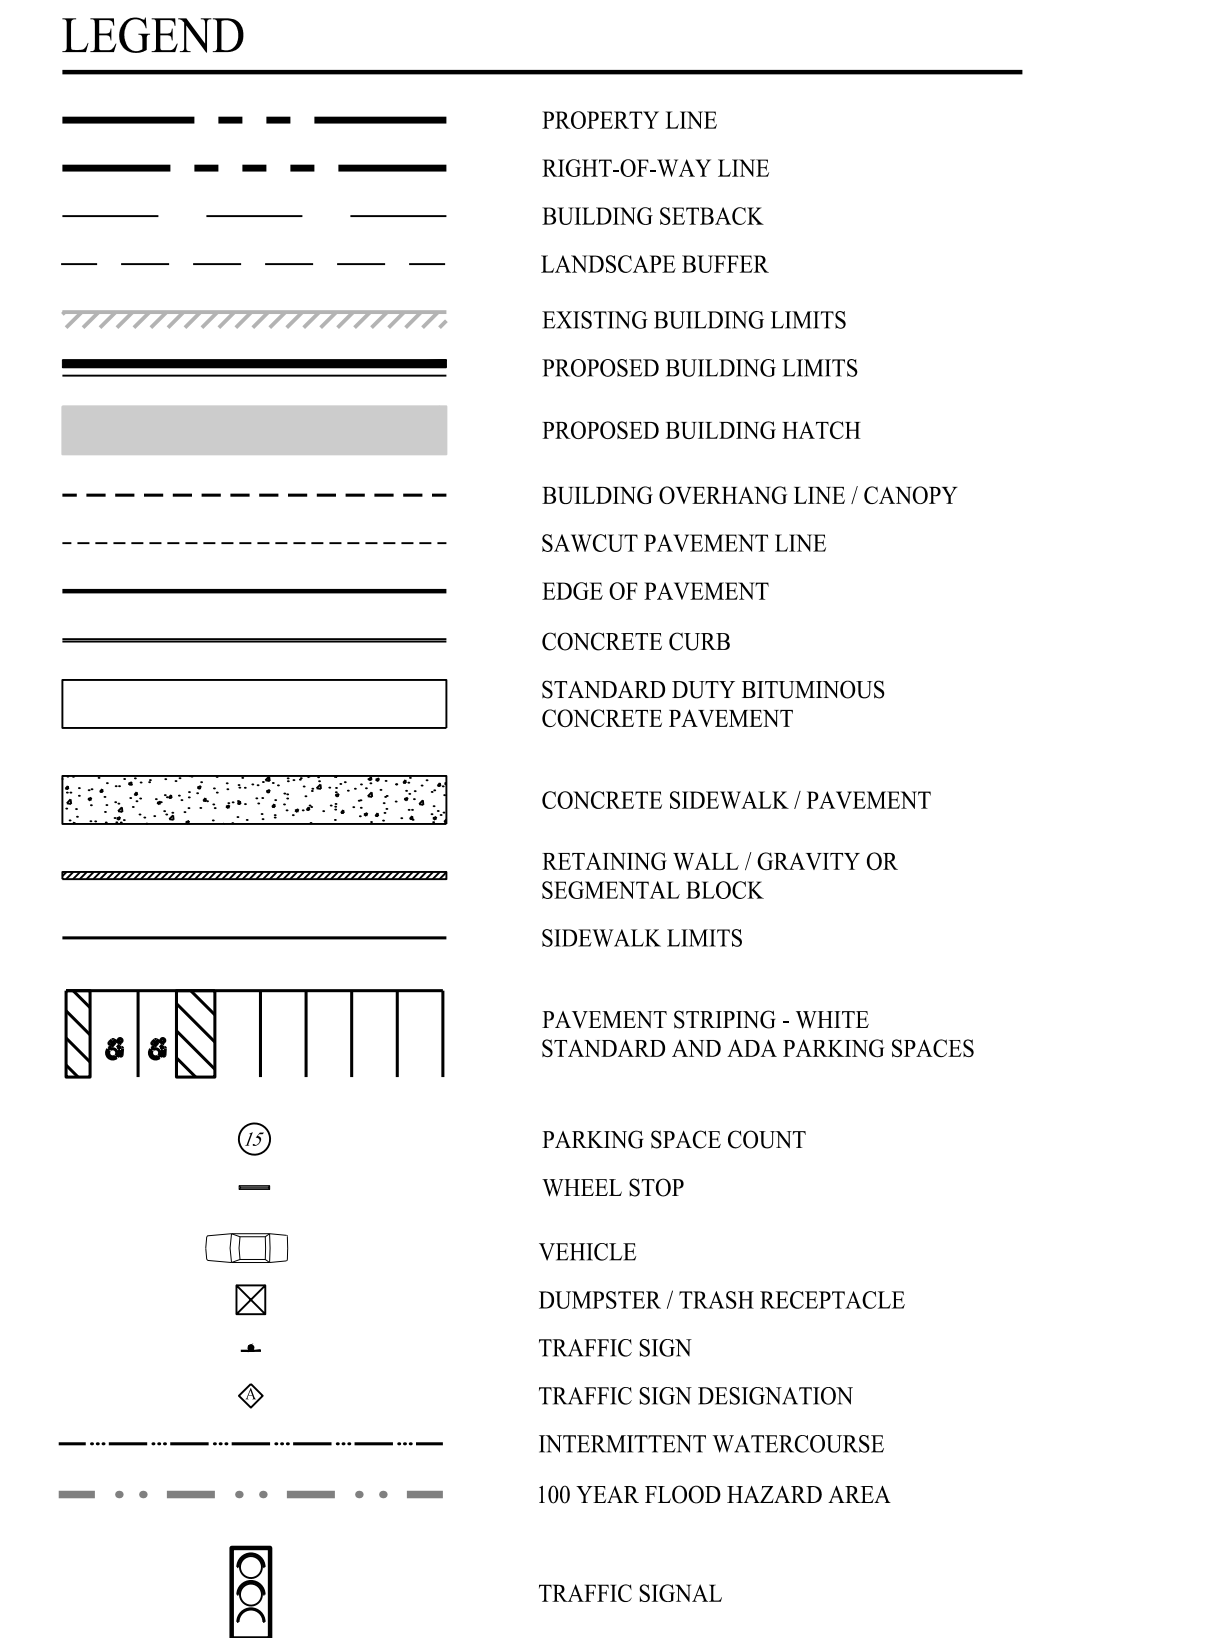 LEGEND
PROPERTY LINE
RIGHT-OF-WAY LINE
BUILDING SETBACK
LANDSCAPE BUFFER
EXISTING BUILDING LIMITS
PROPOSED BUILDING LIMITS
PROPOSED BUILDING HATCH
BUILDING OVERHANG LINE / CANOPY
SAWCUT PAVEMENT LINE
EDGE OF PAVEMENT
CONCRETE CURB
STANDARD DUTY BITUMINOUS
CONCRETE PAVEMENT
CONCRETE SIDEWALK / PAVEMENT
RETAINING WALL / GRAVITY OR
SEGMENTAL BLOCK
SIDEWALK LIMITS
PAVEMENT STRIPING - WHITE
STANDARD AND ADA PARKING SPACES
15 PARKING SPACE COUNT
WHEEL STOP
VEHICLE
DUMPSTER / TRASH RECEPTACLE
TRAFFIC SIGN
A TRAFFIC SIGN DESIGNATION
INTERMITTENT WATERCOURSE
100 YEAR FLOOD HAZARD AREA
TRAFFIC SIGNAL